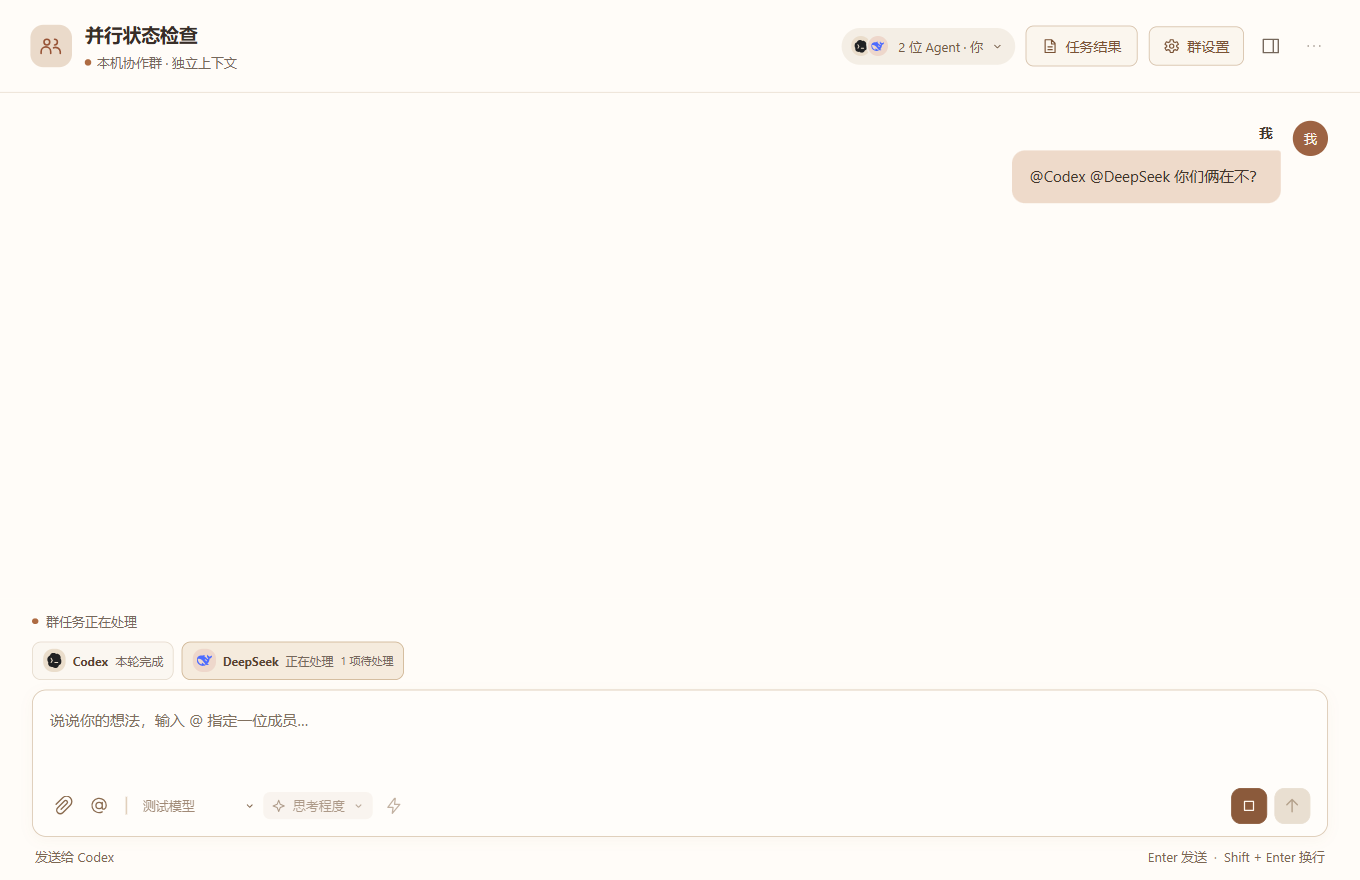 并行状态检查
本机协作群 · 独立上下文
2 位 Agent · 你
任务结果
群设置
我
我
@Codex @DeepSeek 你们俩在不?
群任务正在处理
Codex 本轮完成
DeepSeek 正在处理 1 项待处理
说说你的想法，输入 @ 指定一位成员...
测试模型
思考程度
发送给 Codex
Enter 发送 · Shift + Enter 换行